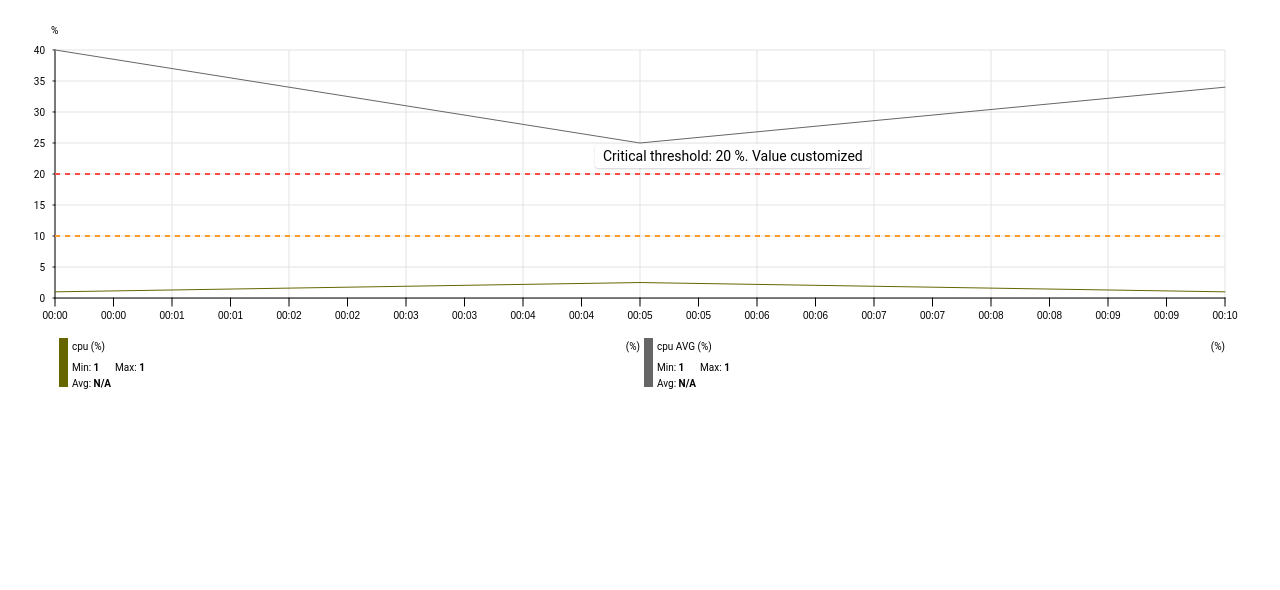 %
40
35
30
25
Critical threshold: 20 %. Value customized
20
15
10
5
0
00:00 00:00 00:01 00:01 00:02 00:02 00:03 00:03 00:04 00:04 00:05 00:05 00:06 00:06 00:07 00:07 00:08 00:08 00:09 00:09 00:10
cpu (%) (%) cpu AVG (%) (%)
Min: 1 Max: 1 Min: 1 Max: 1
Avg: N/A Avg: N/A